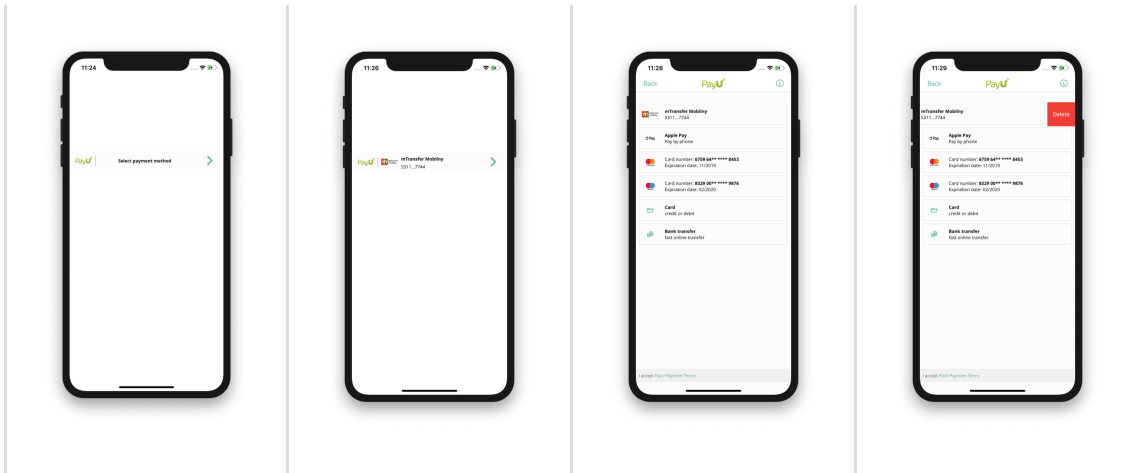 11:24
PayU
Select payment method
11:26
PayU
mTransfer Mobilny
5311...7744
11:28
Back
PayU
mTransfer Mobilny
5311...7744
Pay
Apple Pay
Pay by phone
Card number: 6759 64** **** 8453
Expiration date: 11/2019
Card number: 8329 00** **** 9876
Expiration date: 02/2020
Card
credit or debit
Bank transfer
fast online transfer
I accept PayU Payment Terms
11:29
Back
PayU
mTransfer Mobilny
5311...7744
Delete
Pay
Apple Pay
Pay by phone
Card number: 6759 64** **** 8453
Expiration date: 11/2019
Card number: 8329 00** **** 9876
Expiration date: 02/2020
Card
credit or debit
Bank transfer
fast online transfer
I accept PayU Payment Terms